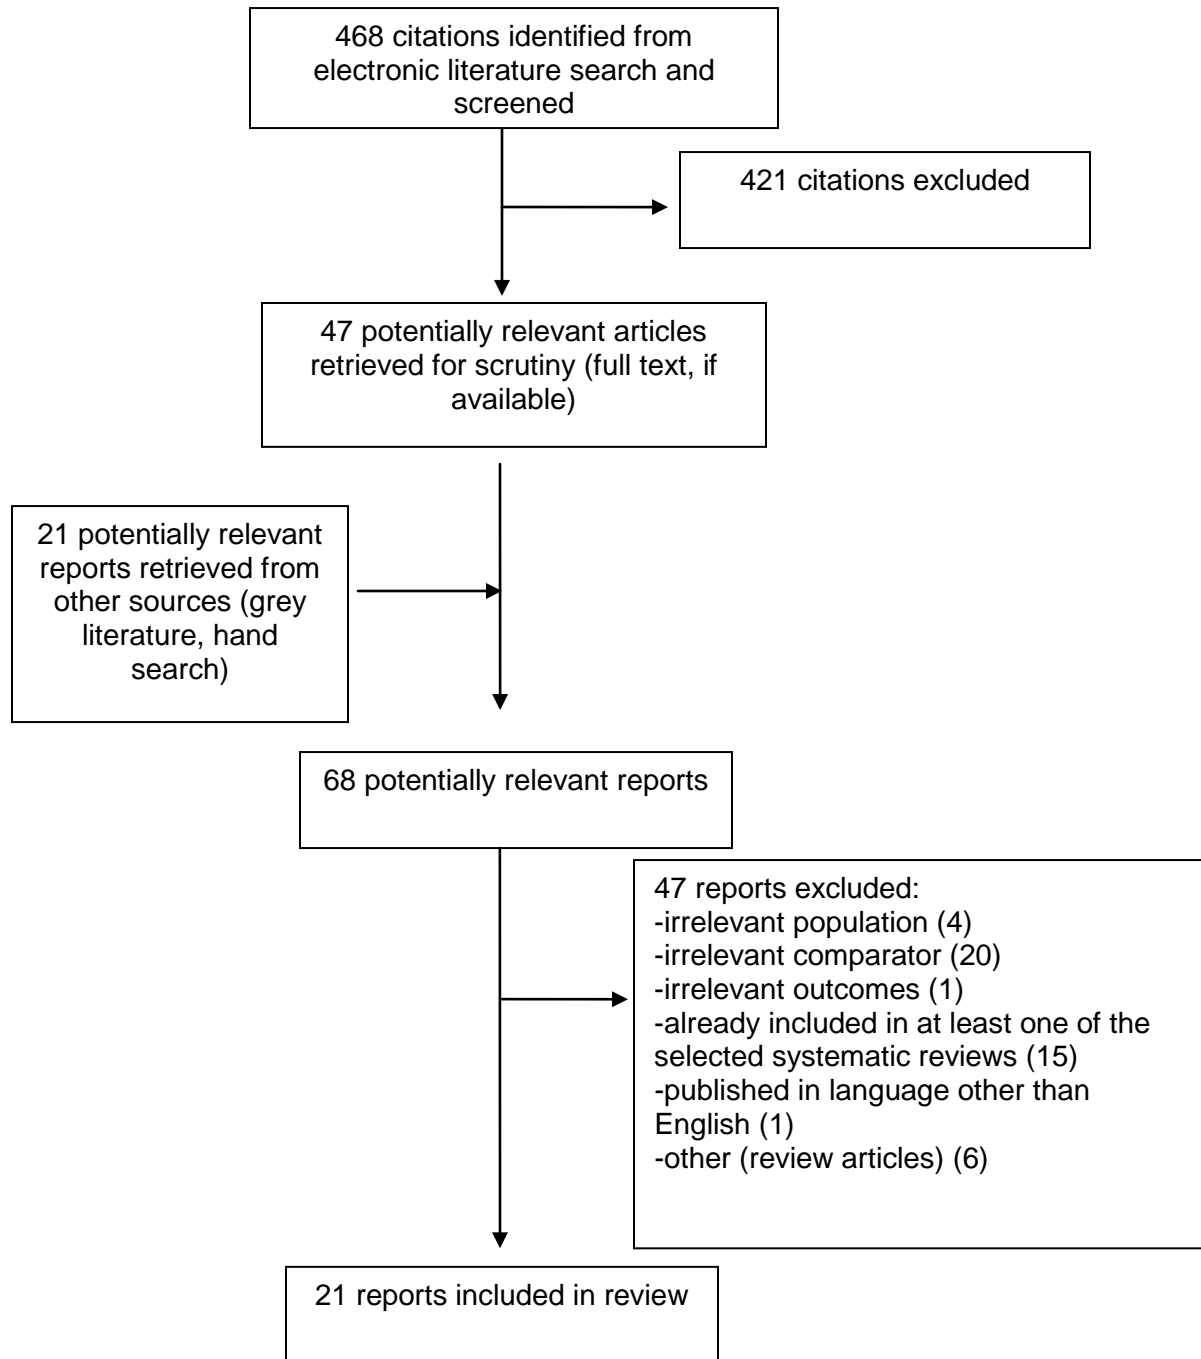 468 citations identified from
electronic literature search and
screened
421 citations excluded
47 potentially relevant articles
retrieved for scrutiny (full text, if
available)
21 potentially relevant
reports retrieved from
other sources (grey
literature, hand
search)
68 potentially relevant reports
47 reports excluded:
-irrelevant population (4)
-irrelevant comparator (20)
-irrelevant outcomes (1)
-already included in at least one of the
selected systematic reviews (15)
-published in language other than
English (1)
-other (review articles) (6)
21 reports included in review